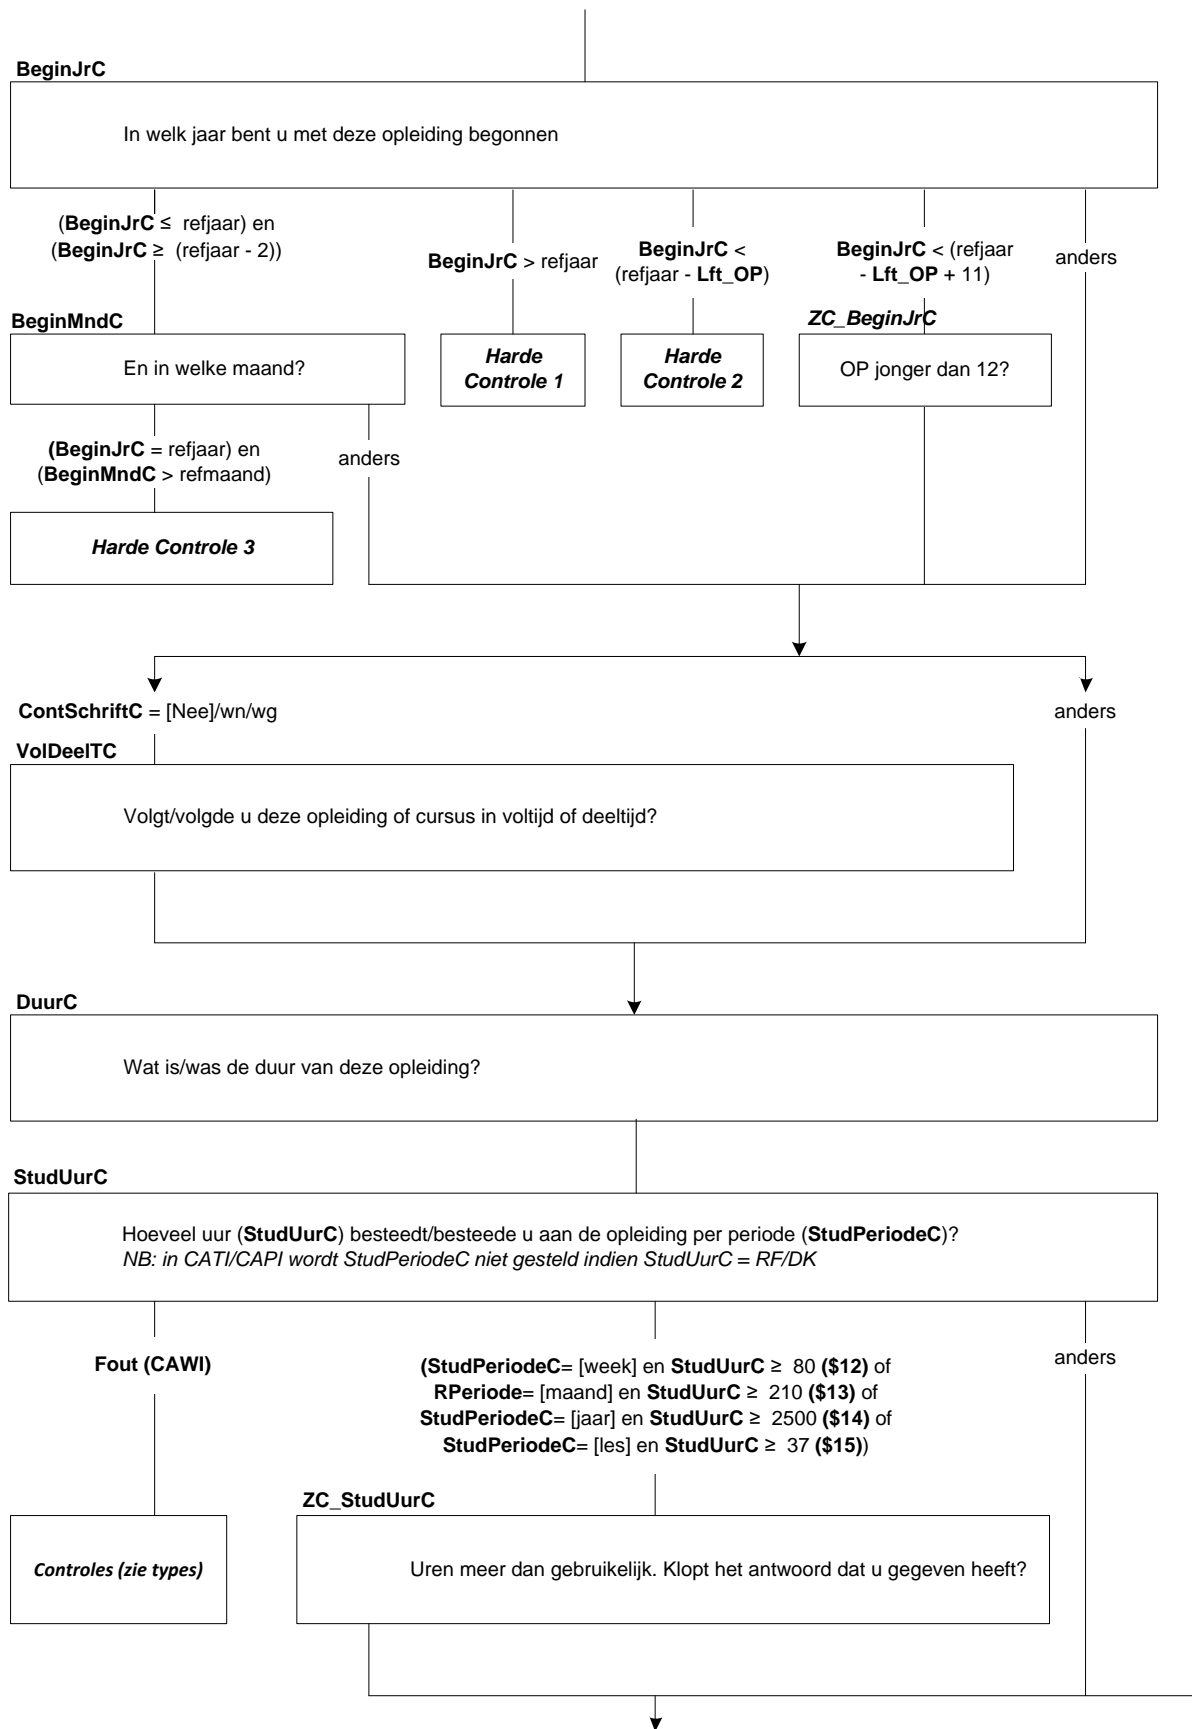 BeginJrC
In welk jaar bent u met deze opleiding begonnen
(BeginJrC ≤ refjaar) en
(BeginJrC ≥ (refjaar - 2))
BeginJrC > refjaar
BeginJrC <
(refjaar - Lft_OP)
BeginJrC < (refjaar
- Lft_OP + 11)
anders
BeginMndC
En in welke maand?
Harde
Controle 1
Harde
Controle 2
ZC_BeginJrC
OP jonger dan 12?
(BeginJrC = refjaar) en
(BeginMndC > refmaand)
anders
Harde Controle 3
ContSchriftC = [Nee]/wn/wg
anders
VolDeelTC
Volgt/volgde u deze opleiding of cursus in voltijd of deeltijd?
DuurC
Wat is/was de duur van deze opleiding?
StudUurC
Hoeveel uur (StudUurC) besteedt/besteede u aan de opleiding per periode (StudPeriodeC)?
NB: in CATI/CAPI wordt StudPeriodeC niet gesteld indien StudUurC = RF/DK
Fout (CAWI)
(StudPeriodeC= [week] en StudUurC ≥ 80 ($12) of
RPeriode= [maand] en StudUurC ≥ 210 ($13) of
StudPeriodeC= [jaar] en StudUurC ≥ 2500 ($14) of
StudPeriodeC= [les] en StudUurC ≥ 37 ($15))
anders
Controles (zie types)
ZC_StudUurC
Uren meer dan gebruikelijk. Klopt het antwoord dat u gegeven heeft?